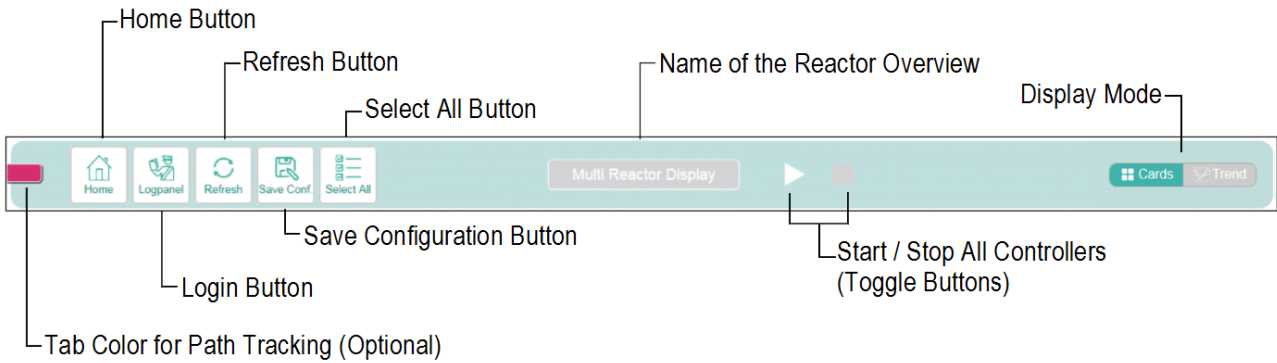 Home Button
Refresh Button
Name of the Reactor Overview
Display Mode
Select All Button
Home
Logpanel
Refresh
Save Conf.
Select All
Multi Reactor Display
Cards
Trend
Save Configuration Button
Start / Stop All Controllers
(Toggle Buttons)
Login Button
Tab Color for Path Tracking (Optional)